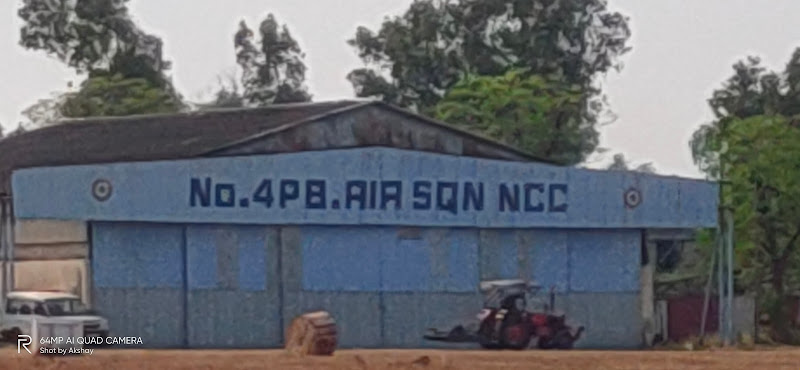 No.4PB.AIR SQN NCC
R 64MP AI QUAD CAMERA
Shot by Akshay